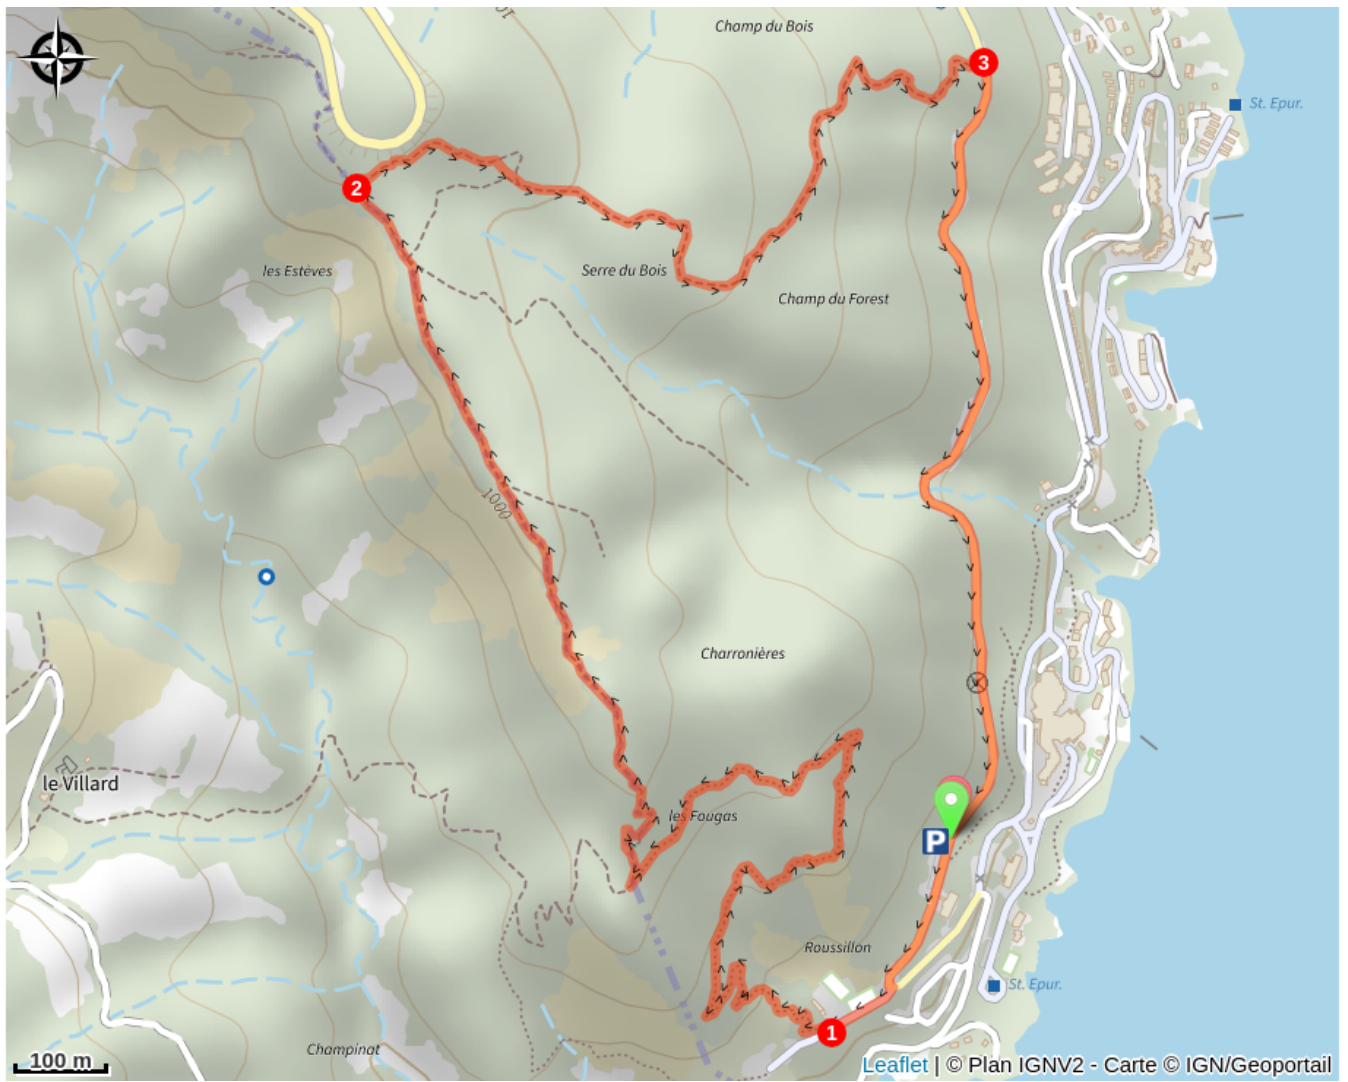 Champ du Bois
3
St. Epur.
2
les Estèves
Serre du Bois
Champ du Forest
1000
Charronières
le Villard
les Fougas
P
Roussillon
St. Epur.
1
Champinat
100 m
Leaflet | © Plan IGNV2 - Carte © IGN/Geoportail